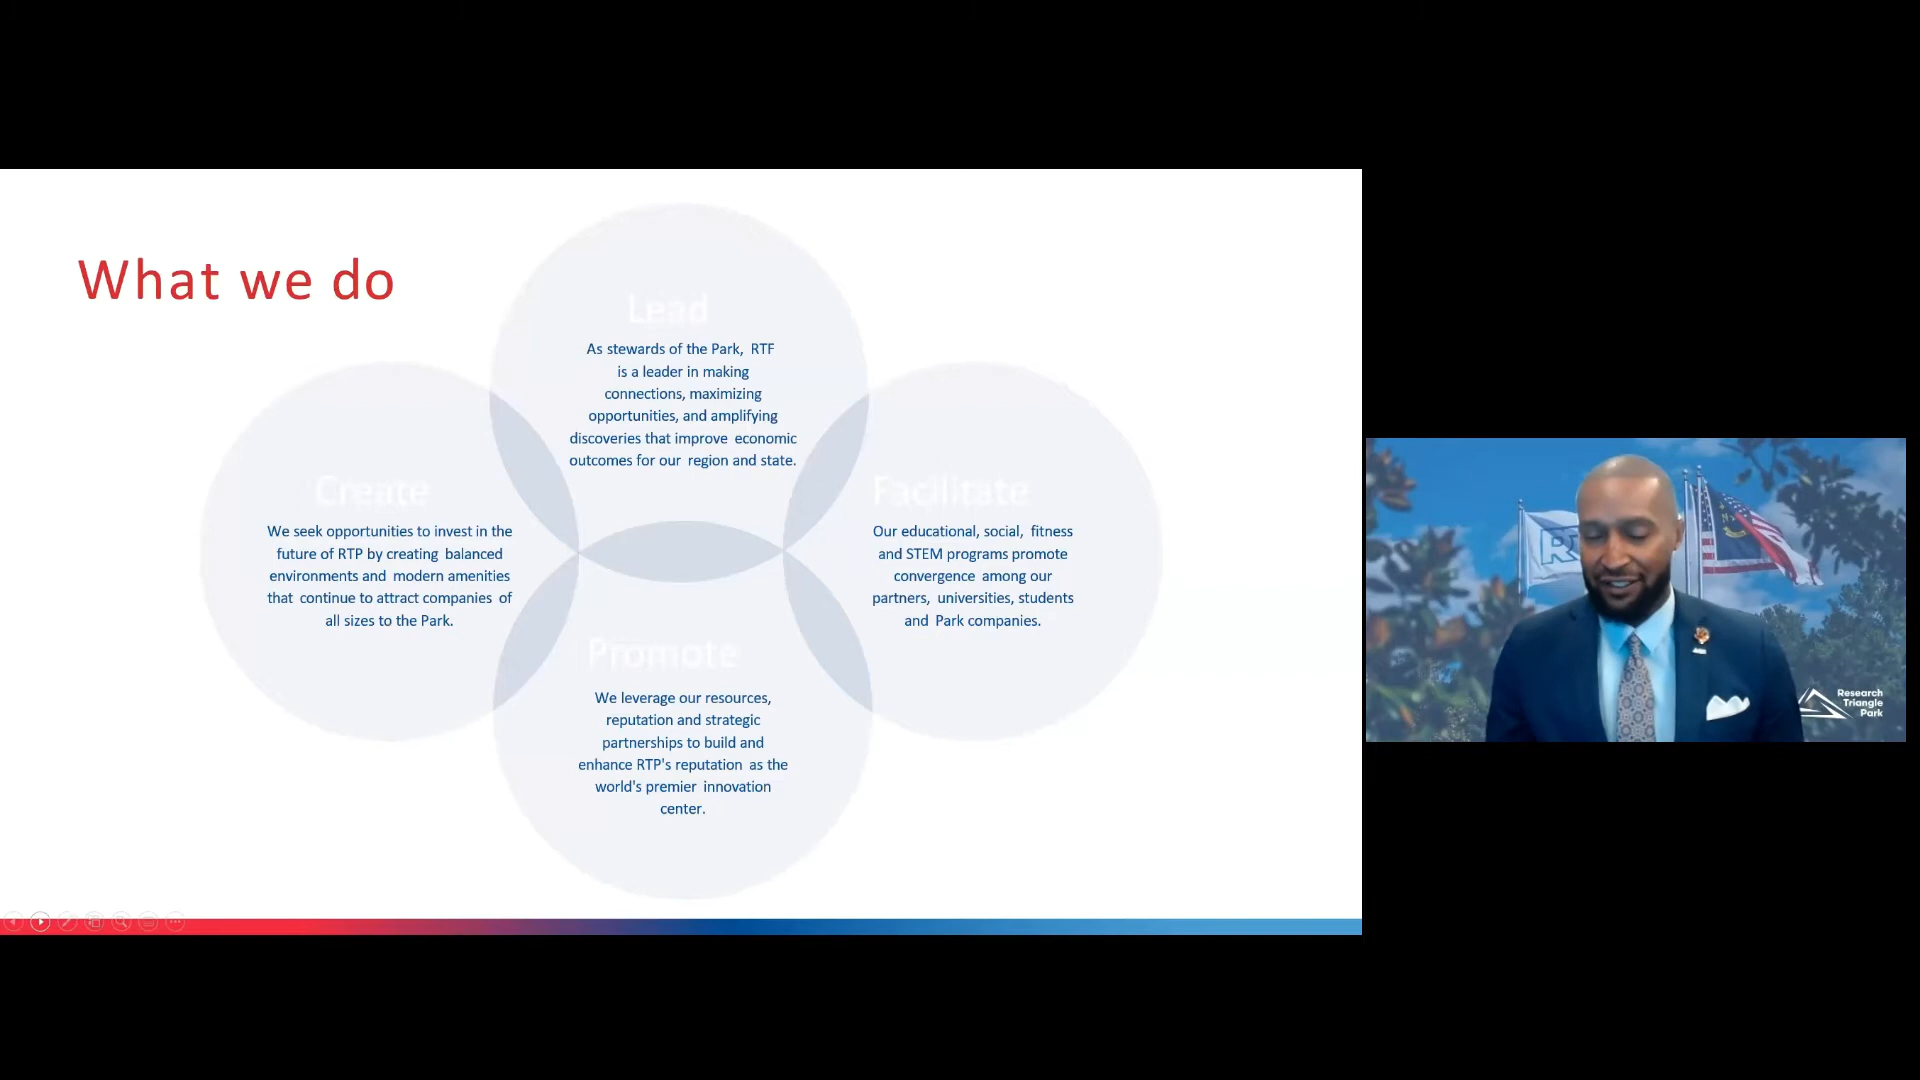 What we do
Lead
As stewards of the Park, RTF
is a leader in making
connections, maximizing
opportunities, and amplifying
discoveries that improve economic
outcomes for our region and state.
Create
We seek opportunities to invest in the
future of RTP by creating balanced
environments and modern amenities
that continue to attract companies of
all sizes to the Park.
Facilitate
Our educational, social, fitness
and STEM programs promote
convergence among our
partners, universities, students
and Park companies.
Promote
We leverage our resources,
reputation and strategic
partnerships to build and
enhance RTP's reputation as the
world's premier innovation
center.
Research
Triangle
Park